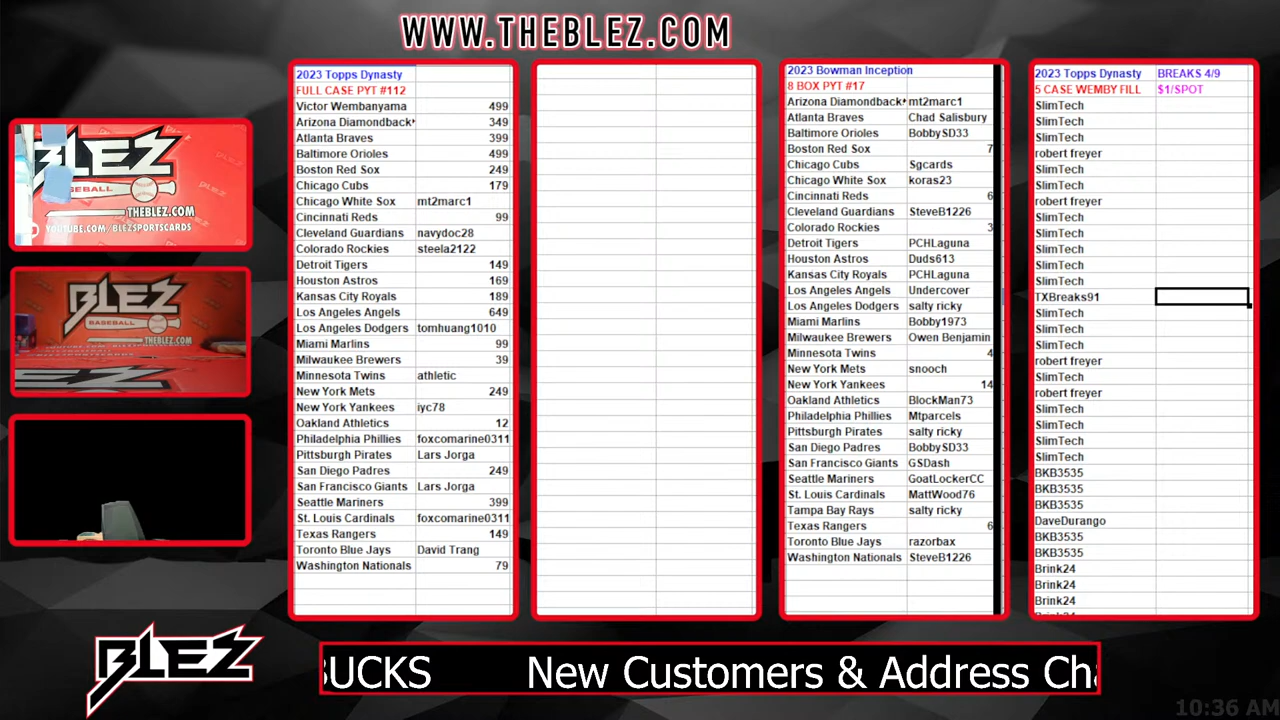 WWW.THEBLEZ.COM
BLEZ
BASEBALL
THEBLEZ.COM
YOUTUBE.COM/BLEZSPORTSCARDS
BLEZ
BASEBALL
THEBLEZ.COM
2023 Topps Dynasty
FULL CASE PYT #112
Victor Wembanyama 499
Arizona Diamondback 349
Atlanta Braves 399
Baltimore Orioles 499
Boston Red Sox 249
Chicago Cubs 179
Chicago White Sox mt2marc1
Cincinnati Reds 99
Cleveland Guardians navydoc28
Colorado Rockies steela2122
Detroit Tigers 149
Houston Astros 169
Kansas City Royals 189
Los Angeles Angels 649
Los Angeles Dodgers tomhuang1010
Miami Marlins 99
Milwaukee Brewers 39
Minnesota Twins athletic
New York Mets 249
New York Yankees iyc78
Oakland Athletics 12
Philadelphia Phillies foxcomarine0311
Pittsburgh Pirates Lars Jorga
San Diego Padres 249
San Francisco Giants Lars Jorga
Seattle Mariners 399
St. Louis Cardinals foxcomarine0311
Texas Rangers 149
Toronto Blue Jays David Trang
Washington Nationals 79
2023 Bowman Inception
8 BOX PYT #17
Arizona Diamondback mt2marc1
Atlanta Braves Chad Salisbury
Baltimore Orioles BobbySD33
Boston Red Sox 7
Chicago Cubs Sgcards
Chicago White Sox koras23
Cincinnati Reds 6
Cleveland Guardians SteveB1226
Colorado Rockies 3
Detroit Tigers PCHLaguna
Houston Astros Duds613
Kansas City Royals PCHLaguna
Los Angeles Angels Undercover
Los Angeles Dodgers salty ricky
Miami Marlins Bobby1973
Milwaukee Brewers Owen Benjamin
Minnesota Twins 4
New York Mets snooch
New York Yankees 14
Oakland Athletics BlockMan73
Philadelphia Phillies Mtparcels
Pittsburgh Pirates salty ricky
San Diego Padres BobbySD33
San Francisco Giants GSDash
Seattle Mariners GoatLockerCC
St. Louis Cardinals MattWood76
Tampa Bay Rays salty ricky
Texas Rangers 6
Toronto Blue Jays razorbax
Washington Nationals SteveB1226
2023 Topps Dynasty BREAKS 4/9
5 CASE WEMBY FILL $1/SPOT
SlimTech
SlimTech
SlimTech
robert freyer
SlimTech
SlimTech
robert freyer
SlimTech
SlimTech
SlimTech
SlimTech
SlimTech
TXBreaks91
SlimTech
SlimTech
SlimTech
robert freyer
SlimTech
robert freyer
SlimTech
SlimTech
SlimTech
SlimTech
BKB3535
BKB3535
BKB3535
DaveDurango
BKB3535
BKB3535
Brink24
Brink24
Brink24
BLEZ
BUCKS New Customers & Address Cha
10:36 AM